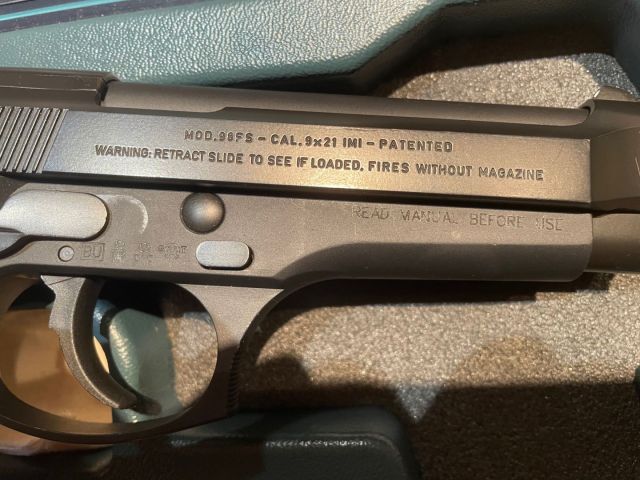 MOD.98FS - CAL. 9x21 IMI - PATENTED
WARNING: RETRACT SLIDE TO SEE IF LOADED. FIRES WITHOUT MAGAZINE
READ MANUAL BEFORE USE